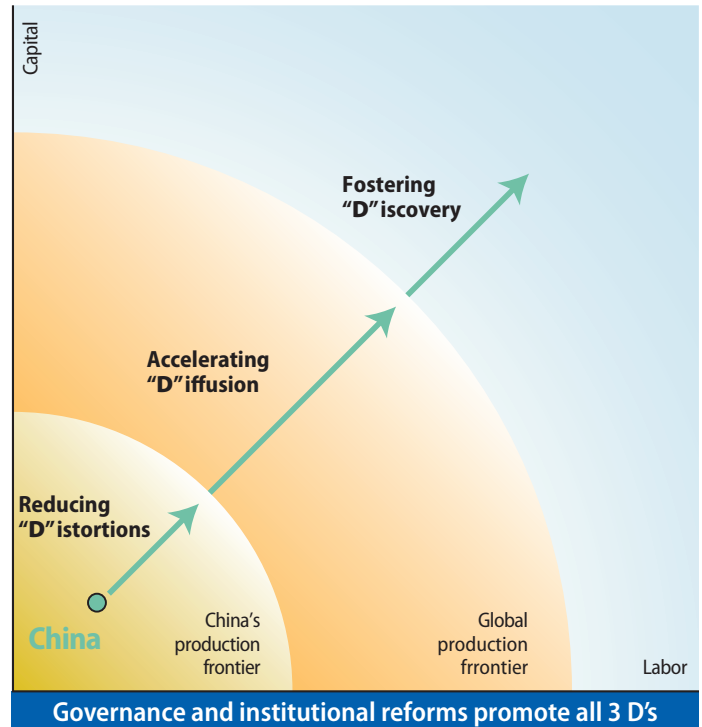 Capital
Fostering
“D”iscovery
Accelerating
“D”iffusion
Reducing
“D”istortions
China
China’s
production
frontier
Global
production
frrontier
Labor
Governance and institutional reforms promote all 3 D’s